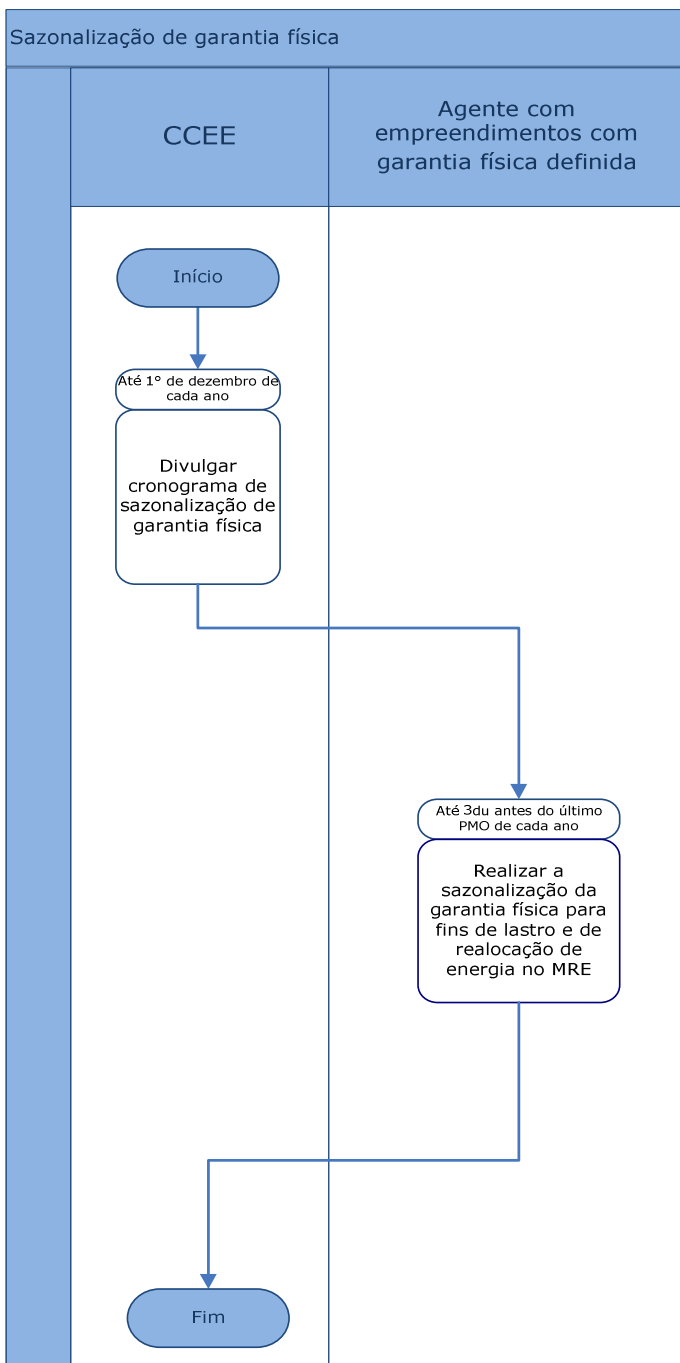 Sazonalização de garantia física
CCEE
Agente com
empreendimentos com
garantia física definida
Início
Até 1° de dezembro de
cada ano
Divulgar
cronograma de
sazonalização de
garantia física
Até 3du antes do último
PMO de cada ano
Realizar a
sazonalização da
garantia física para
fins de lastro e de
realocação de
energia no MRE
Fim